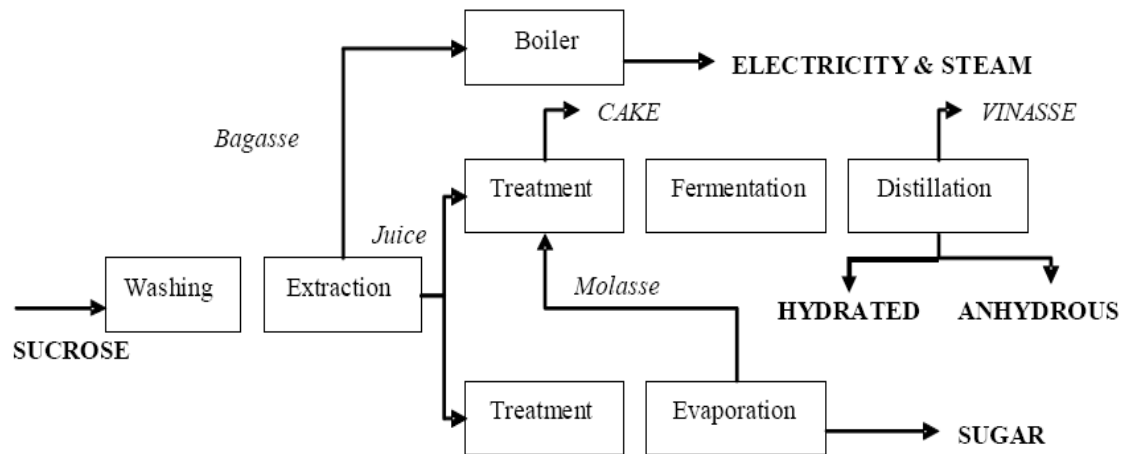 Boiler
ELECTRICITY & STEAM
CAKE
VINASSE
Bagasse
Treatment
Fermentation
Distillation
Juice
Washing
Extraction
Molasse
HYDRATED
ANHYDROUS
SUCROSE
Treatment
Evaporation
SUGAR